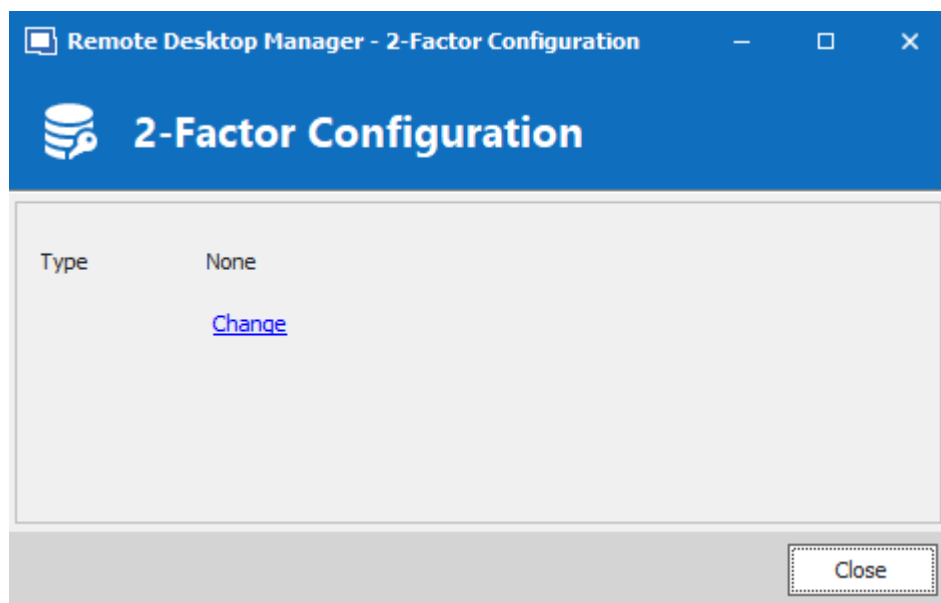 Remote Desktop Manager - 2-Factor Configuration
2-Factor Configuration
Type None
Change
Close